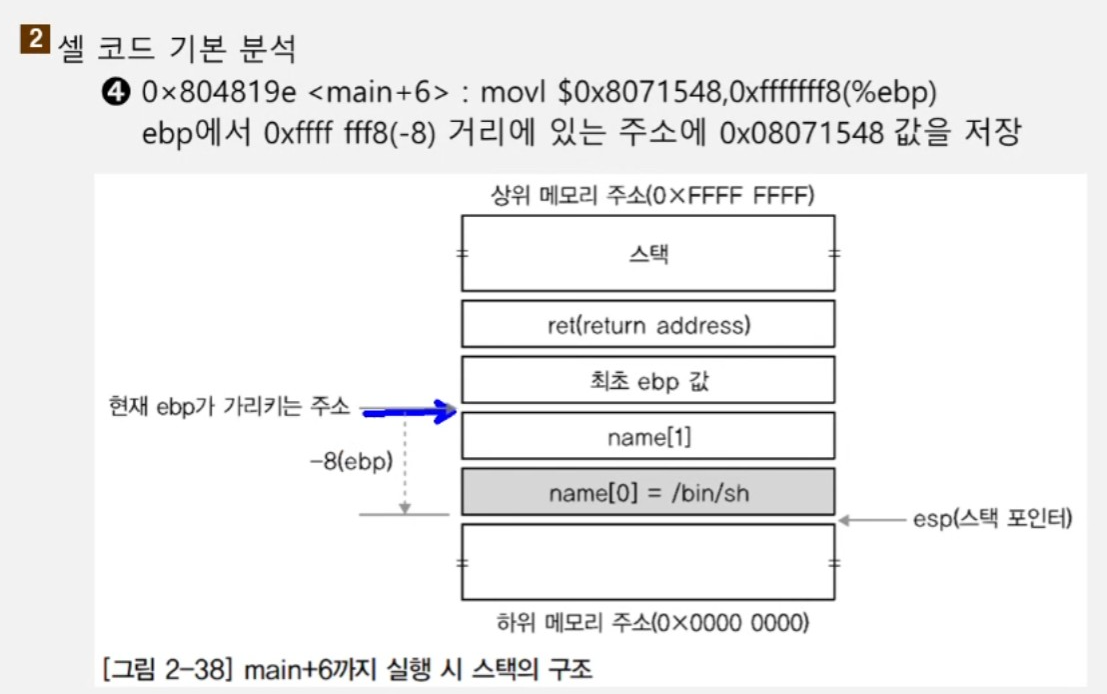 2 셀 코드 기본 분석
❹ 0×804819e <main+6> : movl $0x8071548,0xfffffff8(%ebp)
ebp에서 0xffff fff8(-8) 거리에 있는 주소에 0x08071548 값을 저장
상위 메모리 주소(0×FFFF FFFF)
스택
ret(return address)
최초 ebp 값
현재 ebp가 가리키는 주소
name[1]
-8(ebp)
name[0] = /bin/sh
esp(스택 포인터)
하위 메모리 주소(0×0000 0000)
[그림 2-38] main+6까지 실행 시 스택의 구조